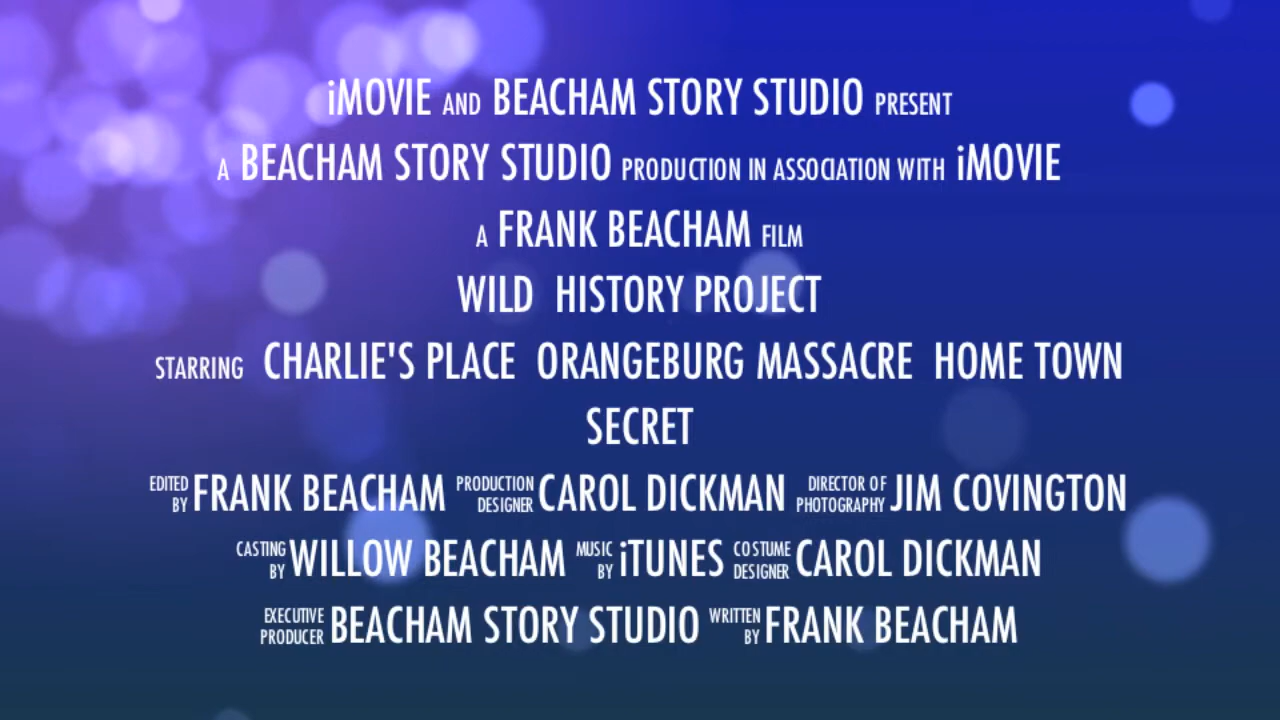 iMOVIE AND BEACHAM STORY STUDIO PRESENT
A BEACHAM STORY STUDIO PRODUCTION IN ASSOCIATION WITH iMOVIE
A FRANK BEACHAM FILM
WILD HISTORY PROJECT
STARRING CHARLIE'S PLACE ORANGEBURG MASSACRE HOME TOWN
SECRET
EDITED BY FRANK BEACHAM PRODUCTION DESIGNER CAROL DICKMAN DIRECTOR OF PHOTOGRAPHY JIM COVINGTON
CASTING BY WILLOW BEACHAM MUSIC BY iTUNES COSTUME DESIGNER CAROL DICKMAN
EXECUTIVE PRODUCER BEACHAM STORY STUDIO WRITTEN BY FRANK BEACHAM